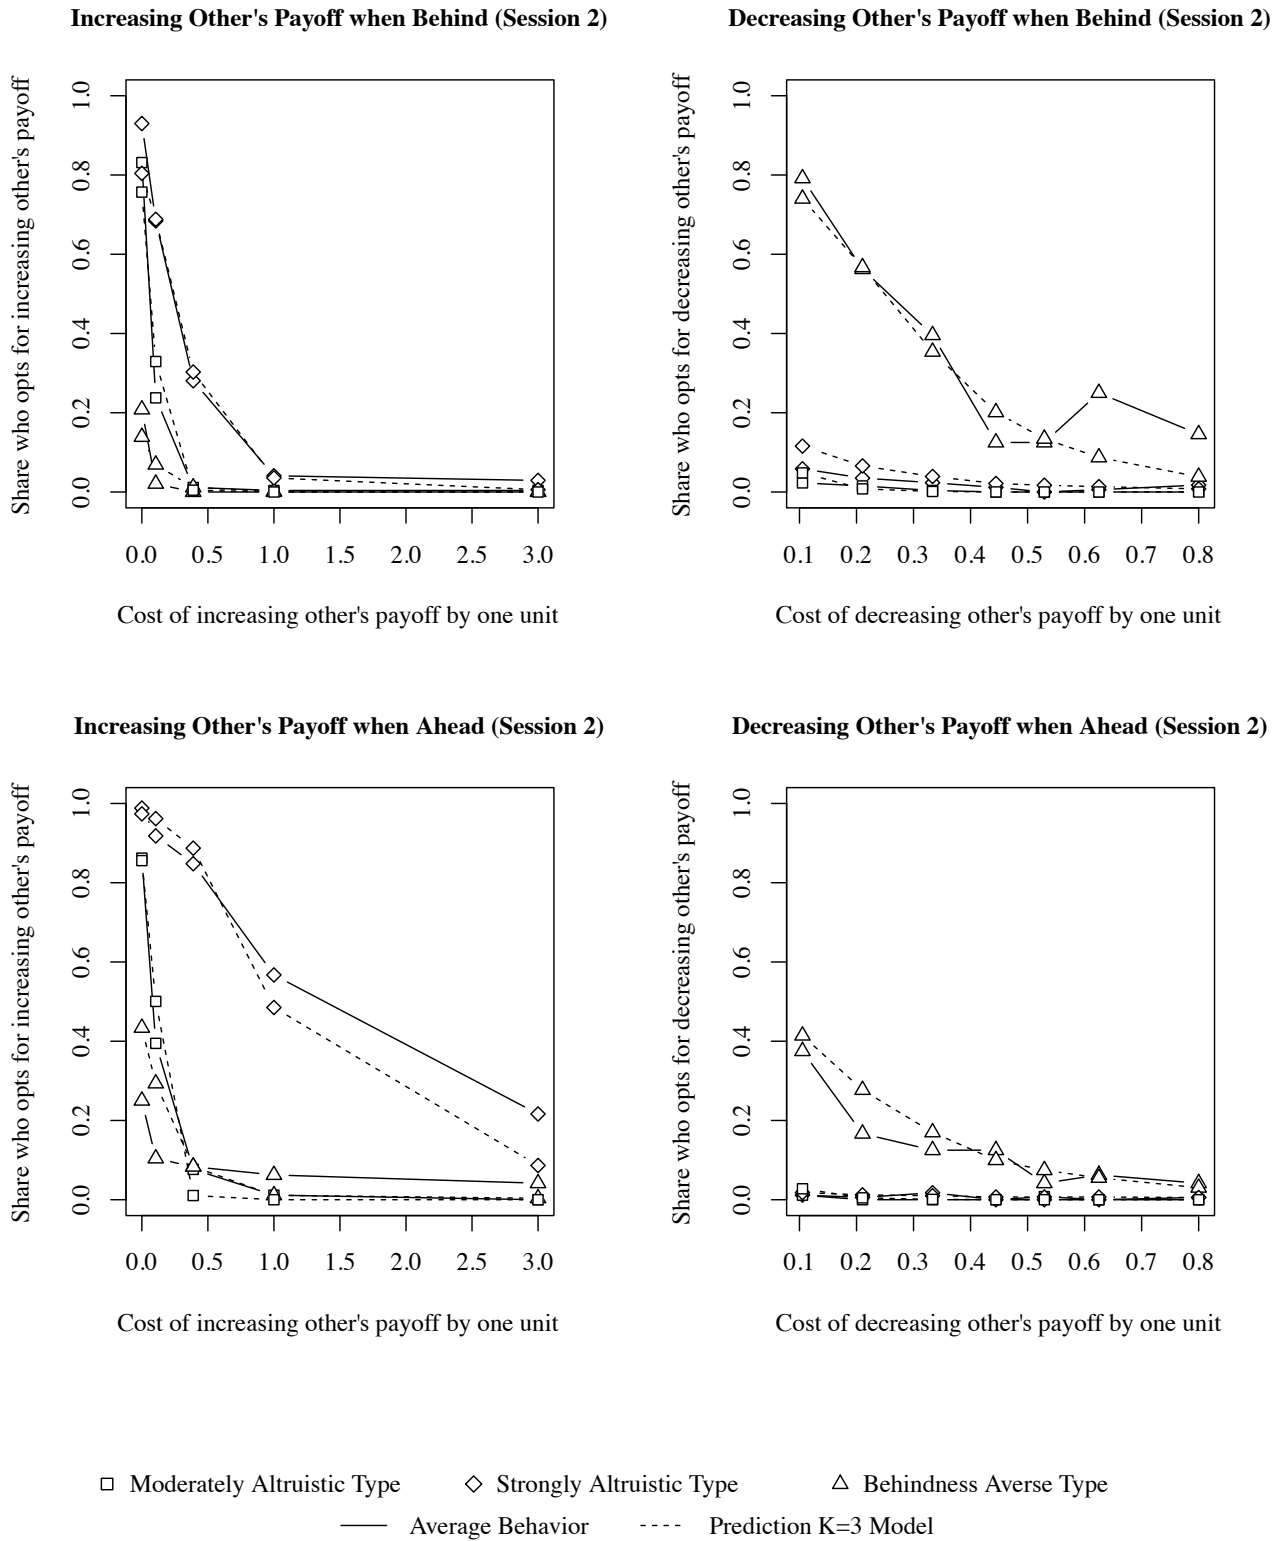 Increasing Other's Payoff when Behind (Session 2)
Share who opts for increasing other's payoff
1.0
0.8
0.6
0.4
0.2
0.0
0.0 0.5 1.0 1.5 2.0 2.5 3.0
Cost of increasing other's payoff by one unit
Decreasing Other's Payoff when Behind (Session 2)
Share who opts for decreasing other's payoff
1.0
0.8
0.6
0.4
0.2
0.0
0.1 0.2 0.3 0.4 0.5 0.6 0.7 0.8
Cost of decreasing other's payoff by one unit
Increasing Other's Payoff when Ahead (Session 2)
Share who opts for increasing other's payoff
1.0
0.8
0.6
0.4
0.2
0.0
0.0 0.5 1.0 1.5 2.0 2.5 3.0
Cost of increasing other's payoff by one unit
Decreasing Other's Payoff when Ahead (Session 2)
Share who opts for decreasing other's payoff
1.0
0.8
0.6
0.4
0.2
0.0
0.1 0.2 0.3 0.4 0.5 0.6 0.7 0.8
Cost of decreasing other's payoff by one unit
Moderately Altruistic Type Strongly Altruistic Type Behindness Averse Type
Average Behavior Prediction K=3 Model